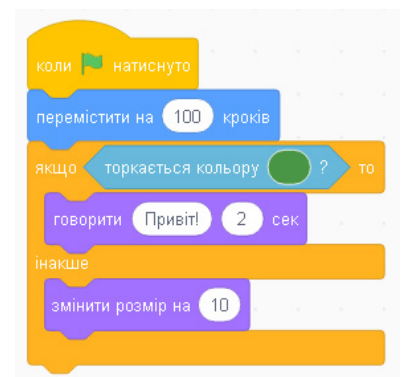 коли натиснуто
перемістити на 100 кроків
якщо торкається кольору ? то
говорити Привіт! 2 сек
інакше
змінити розмір на 10